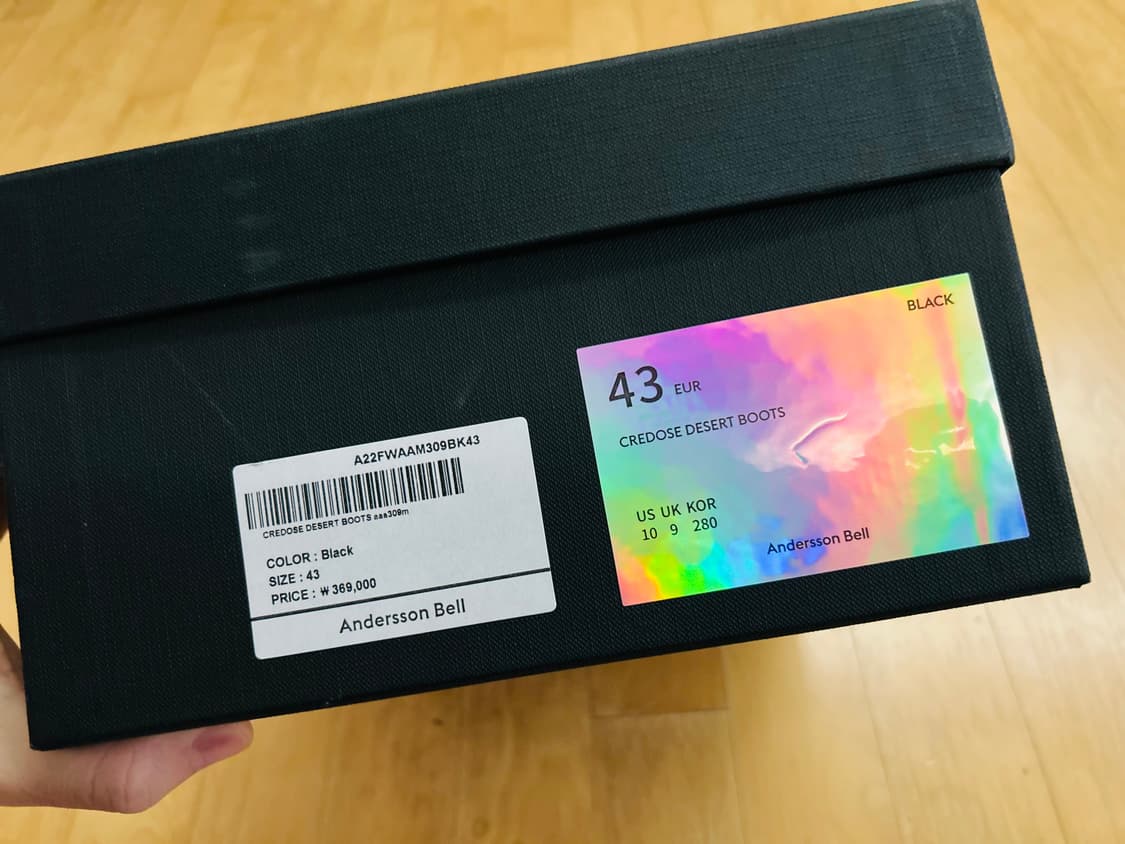 A22FWAAM309BK43
CREDOSE DESERT BOOTS aaa309m
COLOR : Black
SIZE : 43
PRICE : ₩ 369,000
Andersson Bell
BLACK
43 EUR
CREDOSE DESERT BOOTS
US UK KOR
10 9 280
Andersson Bell